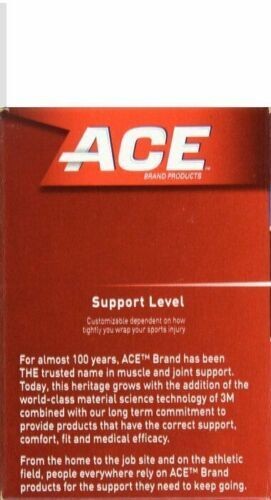 ACE™
BRAND PRODUCTS
Support Level
Customizable dependent on how
tightly you wrap your sports injury
For almost 100 years, ACE™ Brand has been
THE trusted name in muscle and joint support.
Today, this heritage grows with the addition of the
world-class material science technology of 3M
combined with our long term commitment to
provide products that have the correct support,
comfort, fit and medical efficacy.
From the home to the job site and on the athletic
field, people everywhere rely on ACE™ Brand
products for the support they need to keep going.